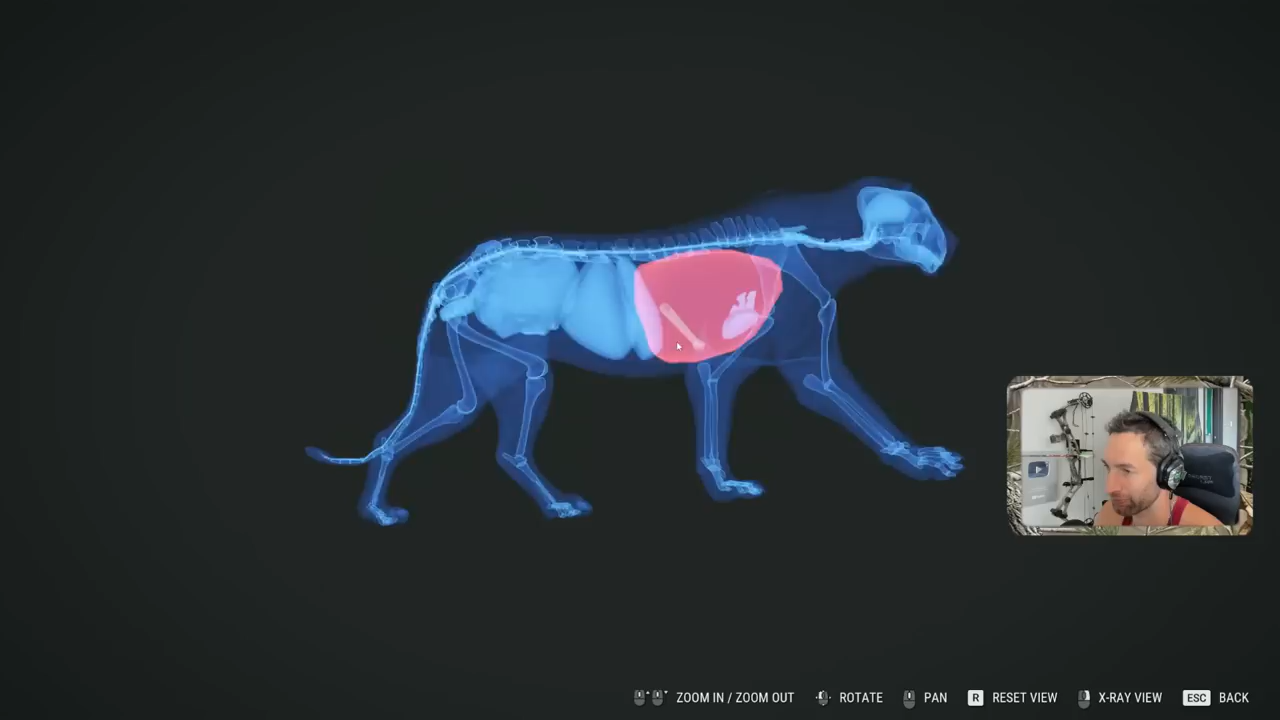 ZOOM IN / ZOOM OUT ROTATE PAN R RESET VIEW X-RAY VIEW ESC BACK